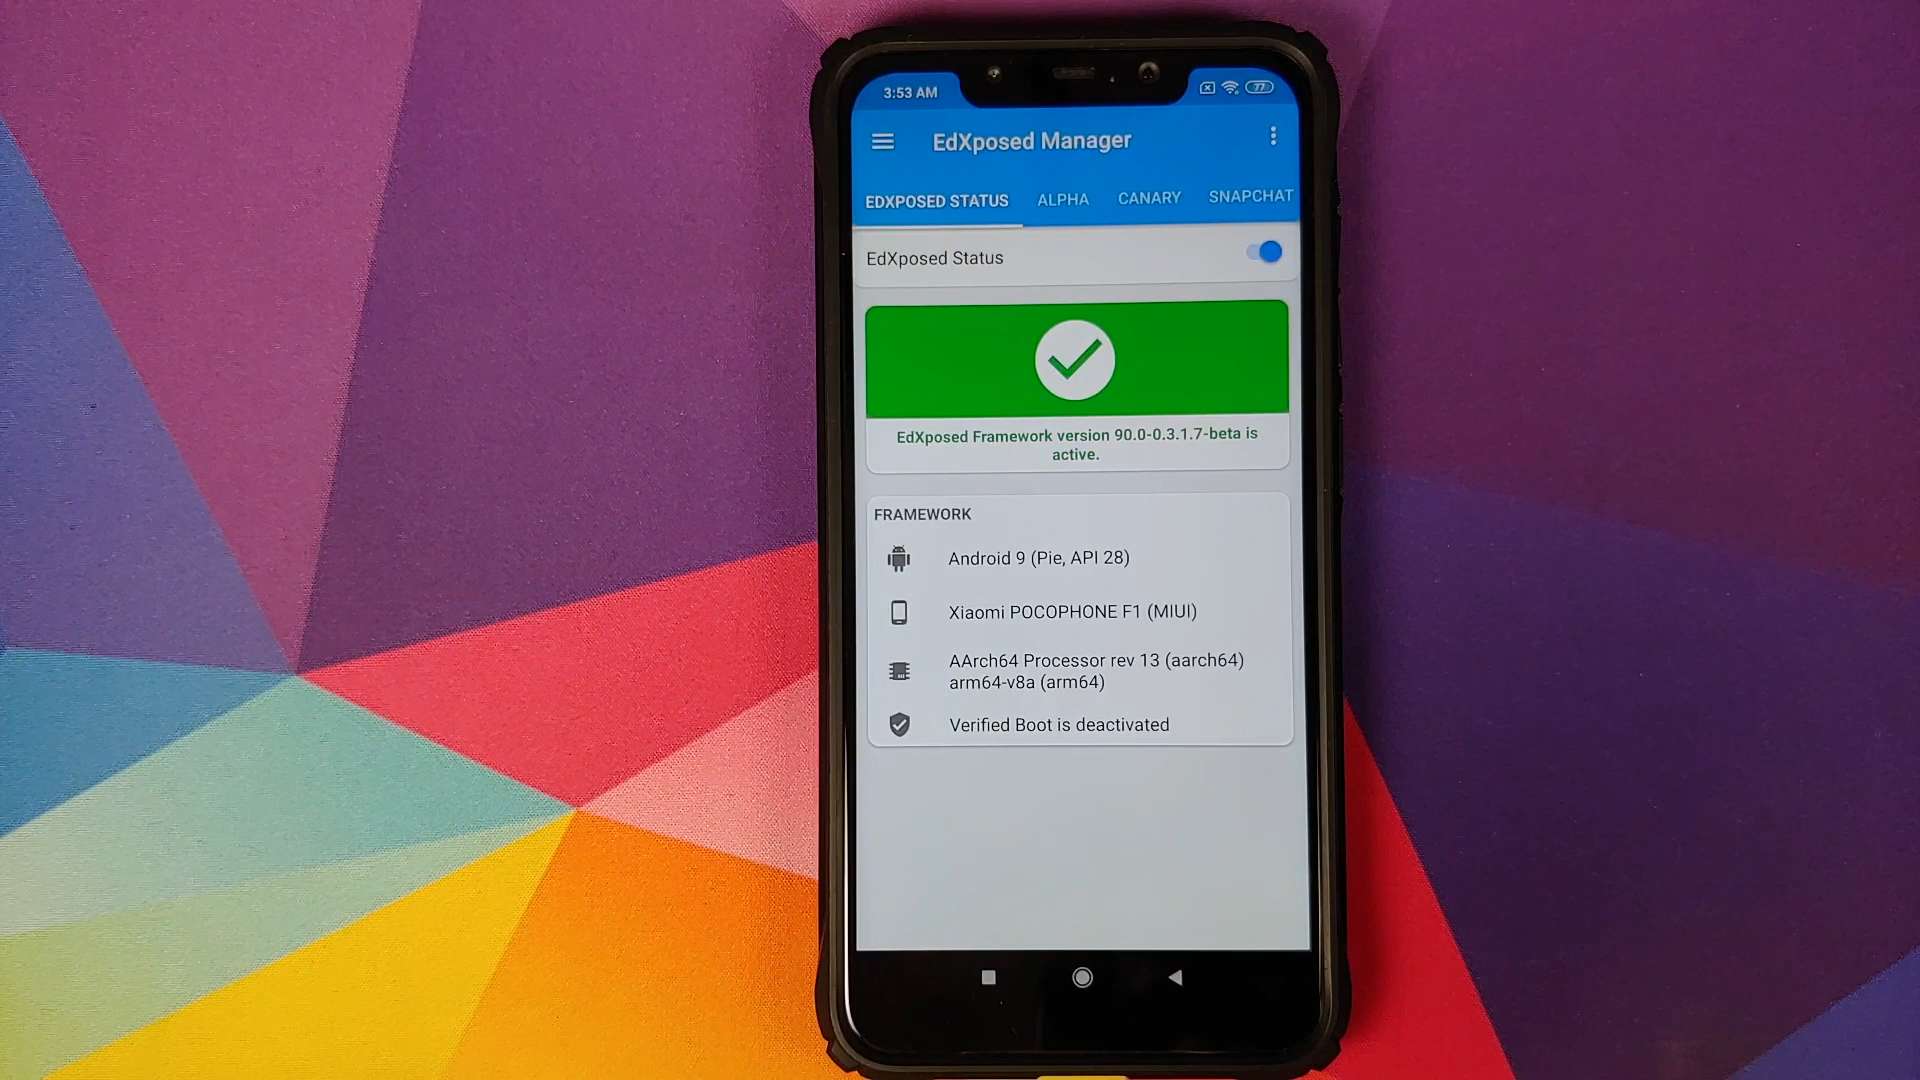 3:53 AM
77
EdXposed Manager
EDXPOSED STATUS ALPHA CANARY SNAPCHAT
EdXposed Status
EdXposed Framework version 90.0-0.3.1.7-beta is
active.
FRAMEWORK
Android 9 (Pie, API 28)
Xiaomi POCOPHONE F1 (MIUI)
AArch64 Processor rev 13 (aarch64)
arm64-v8a (arm64)
Verified Boot is deactivated